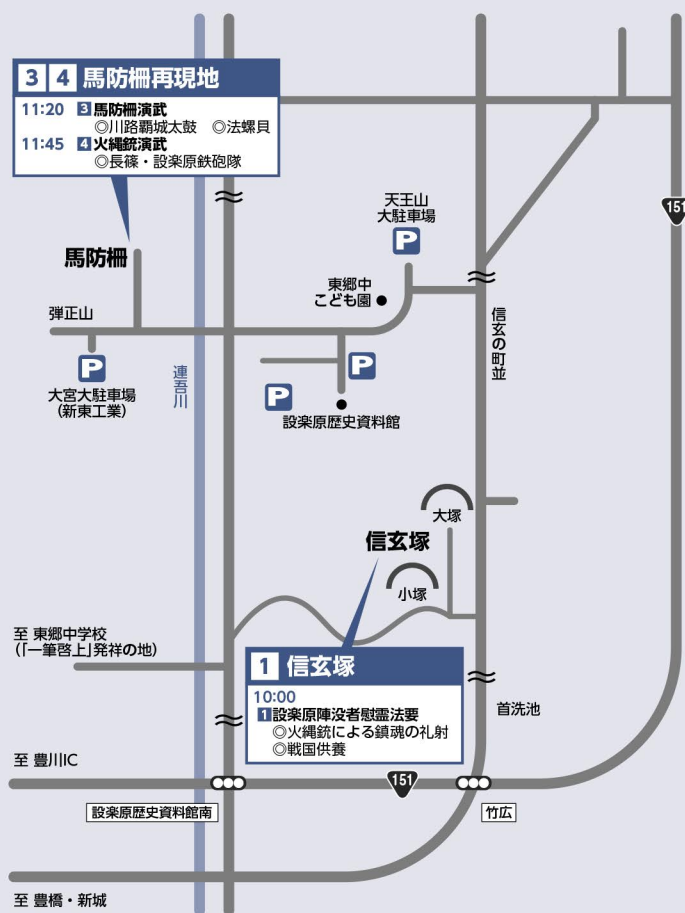 3 4 馬防柵再現地
11:20 3 馬防柵演武
◎川路覇城太鼓 ◎法螺貝
11:45 4 火縄銃演武
◎長篠・設楽原鉄砲隊
天王山
大駐車場
P
151
馬防柵
東郷中
こども園
弾正山
信玄の町並
P
大宮大駐車場
(新東工業)
連吾川
P
P
設楽原歴史資料館
大塚
信玄塚
小塚
至 東郷中学校
(「一筆啓上」発祥の地)
1 信玄塚
10:00
1 設楽原陣没者慰霊法要
◎火縄銃による鎮魂の礼射
◎戦国供養
首洗池
至 豊川IC
151
設楽原歴史資料館南
竹広
至 豊橋・新城